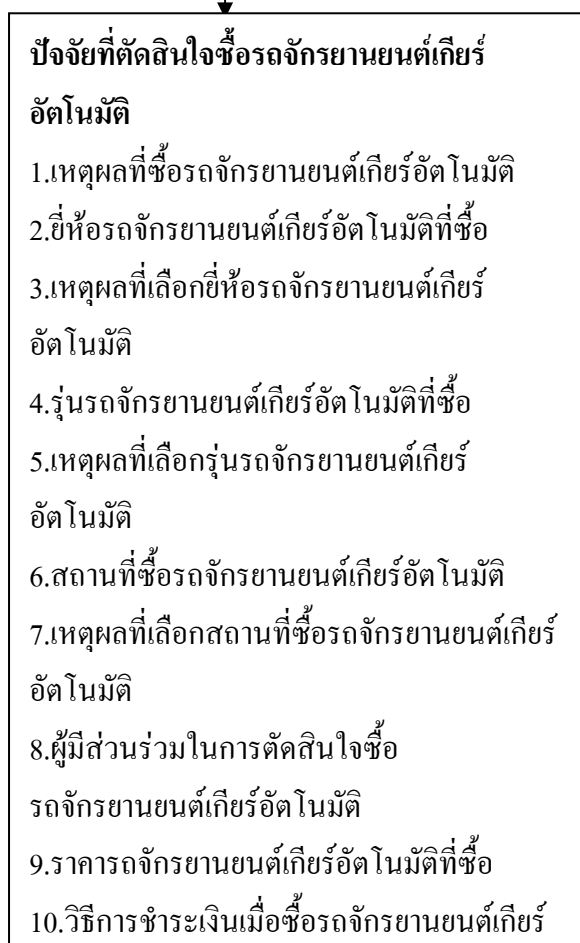 ปัจจัยที่ตัดสินใจซื้อรถจักรยานยนต์เกียร์
อัตโนมัติ
1.เหตุผลที่ซื้อรถจักรยานยนต์เกียร์อัตโนมัติ
2.ยี่ห้อรถจักรยานยนต์เกียร์อัตโนมัติที่ซื้อ
3.เหตุผลที่เลือกยี่ห้อรถจักรยานยนต์เกียร์
อัตโนมัติ
4.รุ่นรถจักรยานยนต์เกียร์อัตโนมัติที่ซื้อ
5.เหตุผลที่เลือกรุ่นรถจักรยานยนต์เกียร์
อัตโนมัติ
6.สถานที่ซื้อรถจักรยานยนต์เกียร์อัตโนมัติ
7.เหตุผลที่เลือกสถานที่ซื้อรถจักรยานยนต์เกียร์
อัตโนมัติ
8.ผู้มีส่วนร่วมในการตัดสินใจซื้อ
รถจักรยานยนต์เกียร์อัตโนมัติ
9.ราคารถจักรยานยนต์เกียร์อัตโนมัติที่ซื้อ
10.วิธีการชำระเงินเมื่อซื้อรถจักรยานยนต์เกียร์